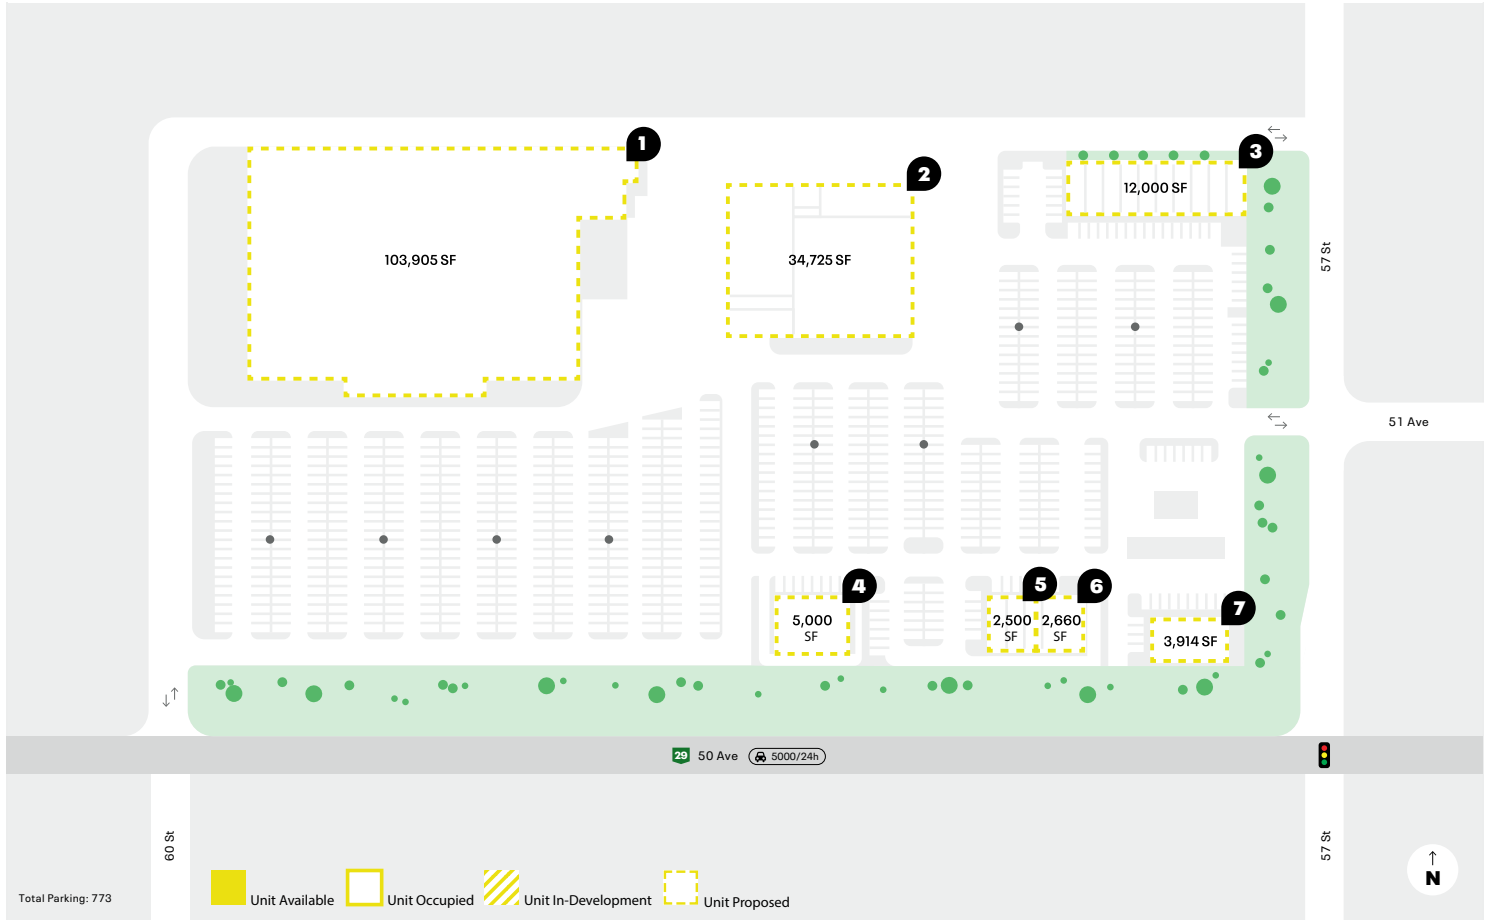 1
2
3
12,000 SF
103,905 SF
34,725 SF
57 St
51 Ave
4
5
6
7
5,000
SF
2,500
SF
2,660
SF
3,914 SF
29 50 Ave 5000/24h
60 St
57 St
N
Total Parking: 773
Unit Available
Unit Occupied
Unit In-Development
Unit Proposed